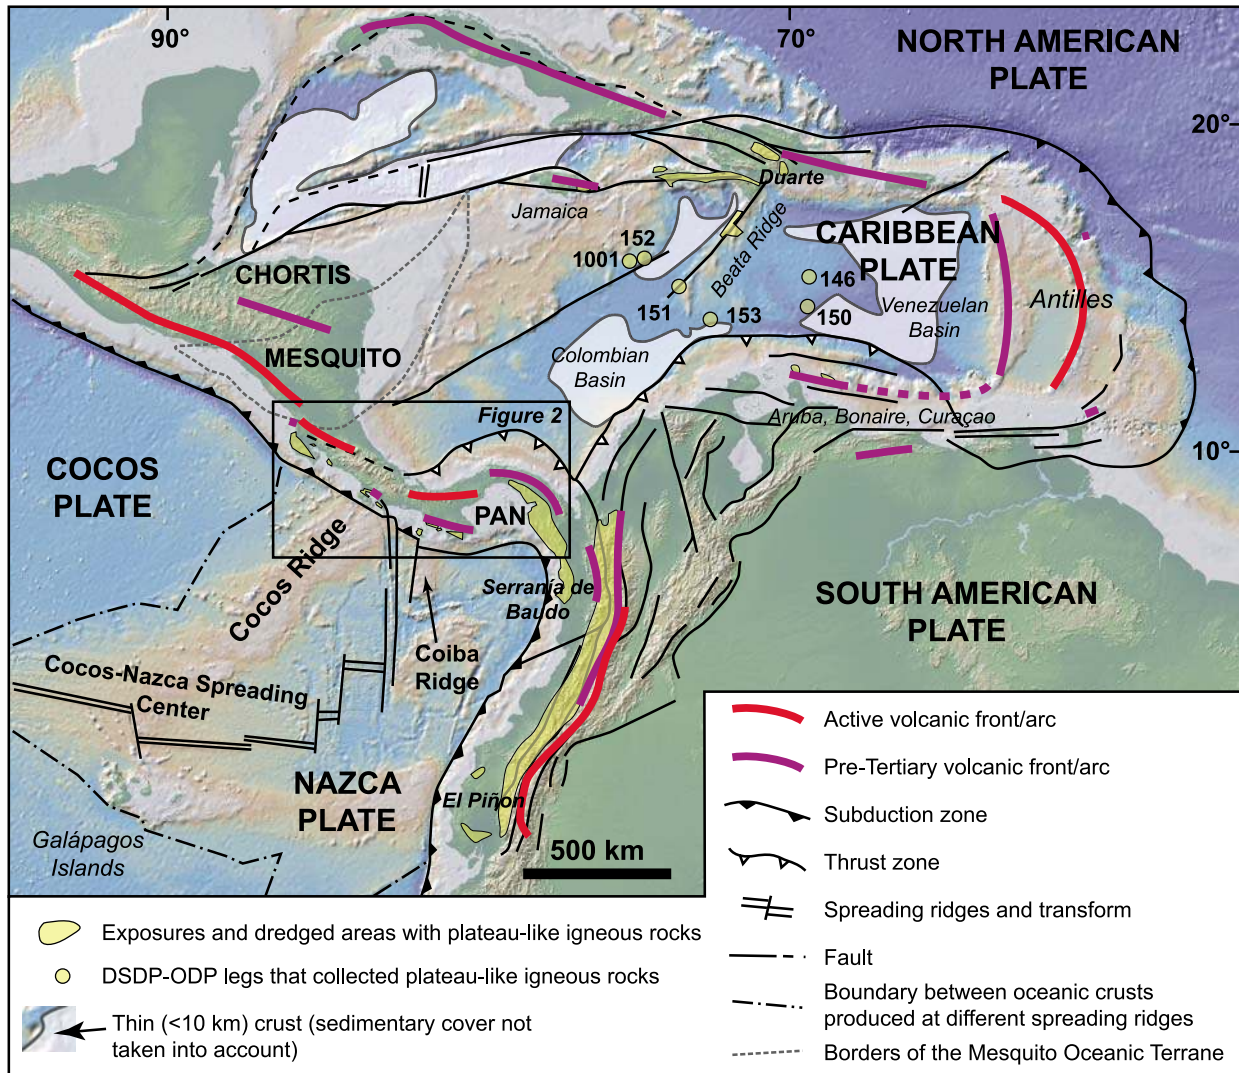 90°
70°
NORTH AMERICAN
PLATE
20°
Duarte
Jamaica
CARIBBEAN
PLATE
152
1001
Beata Ridge
CHORTIS
146
Antilles
151
153
150
Venezuelan
Basin
MESQUITO
Colombian
Basin
Figure 2
Aruba, Bonaire, Curaçao
10°
COCOS
PLATE
PAN
Cocos Ridge
Serranía de
Baudo
SOUTH AMERICAN
PLATE
Coiba
Ridge
Cocos-Nazca Spreading
Center
NAZCA
PLATE
El Piñon
Galápagos
Islands
500 km
Active volcanic front/arc
Pre-Tertiary volcanic front/arc
Subduction zone
Thrust zone
Spreading ridges and transform
Fault
Boundary between oceanic crusts
produced at different spreading ridges
Borders of the Mesquito Oceanic Terrane
Exposures and dredged areas with plateau-like igneous rocks
DSDP-ODP legs that collected plateau-like igneous rocks
Thin (<10 km) crust (sedimentary cover not
taken into account)